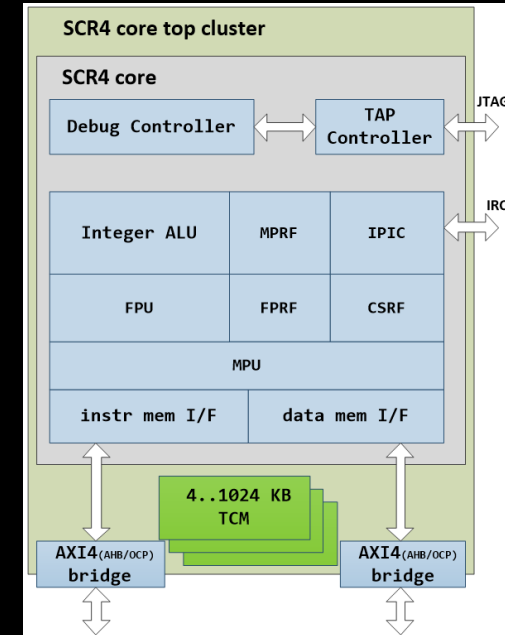 SCR4 core top cluster
SCR4 core
Debug Controller
TAP
Controller
JTAG
Integer ALU
MPRF
IPIC
IRQ
FPU
FPRF
CSRF
MPU
instr mem I/F
data mem I/F
4..1024 KB
TCM
AXI4(AHB/OCP)
bridge
AXI4(AHB/OCP)
bridge